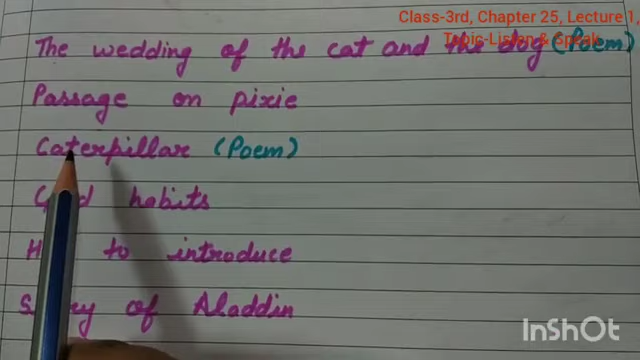 Class-3rd, Chapter 25, Lecture 1,
Topic-Listen & Speak
The wedding of the cat and the dog (Poem)
Passage on pixie
Caterpillar (Poem)
habits
to introduce
of Aladdin
InShOt